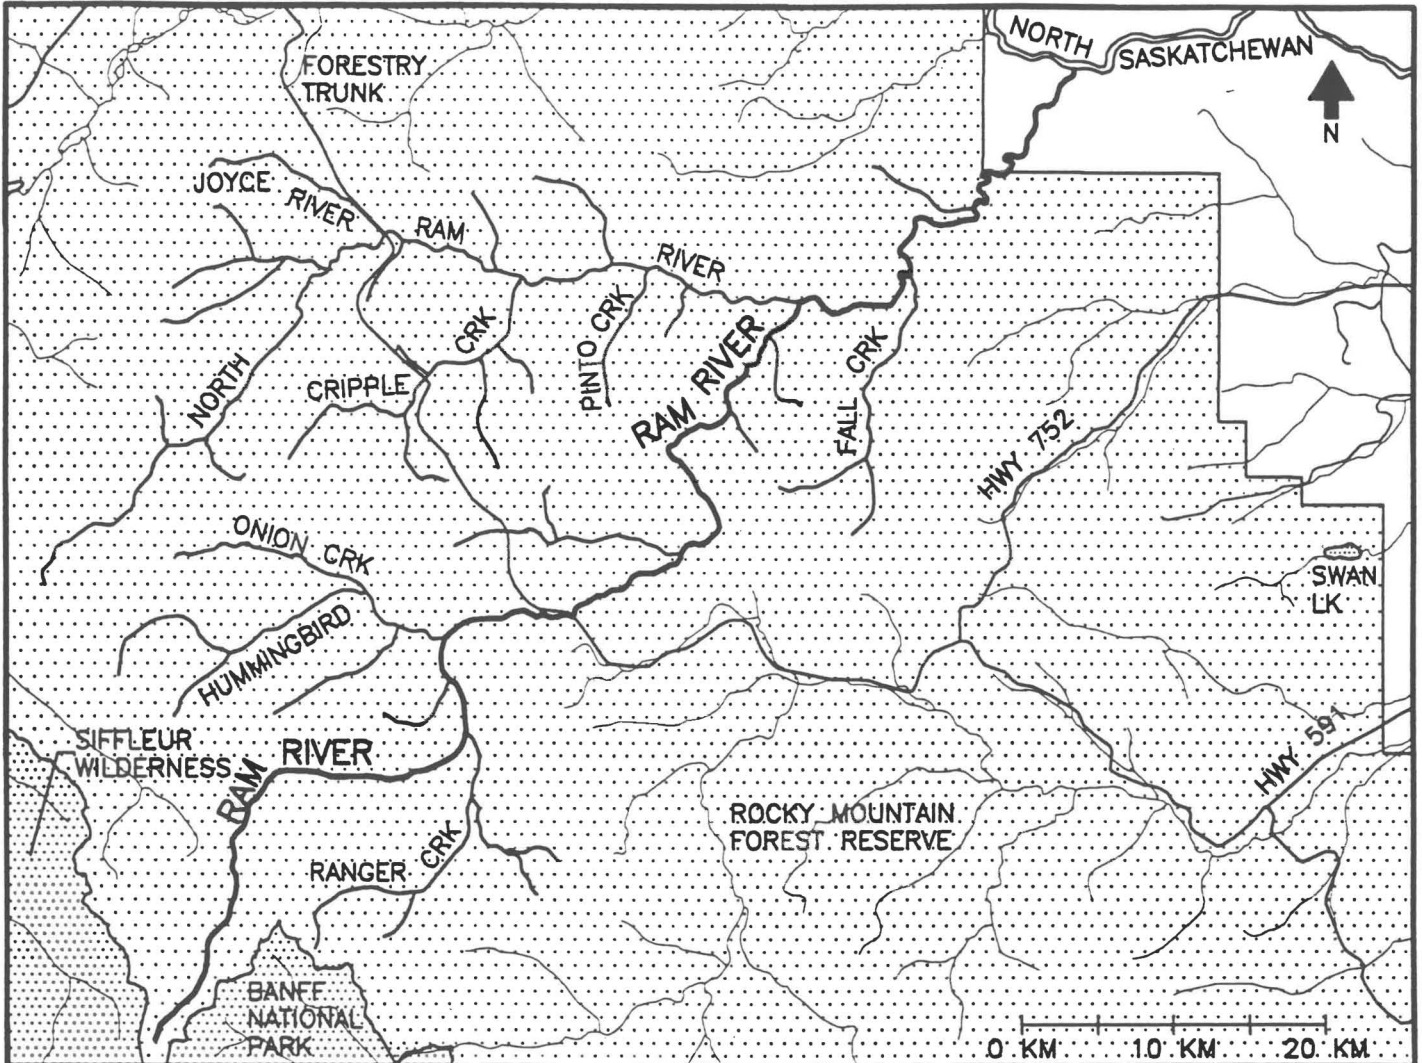 NORTH
SASKATCHEWAN
N
FORESTRY
TRUNK
JOYCE
RIVER
RAM
RIVER
NORTH
CRIPPLE
CRK
PINTO CRK
RAM RIVER
FALL CRK
HWY 752
ONION CRK
HUMMINGBIRD
SWAN
LK
SIFFLEUR
WILDERNESS
RAM RIVER
RANGER CRK
ROCKY MOUNTAIN
FOREST RESERVE
HWY 591
BANFF
NATIONAL
PARK
0 KM 10 KM 20 KM